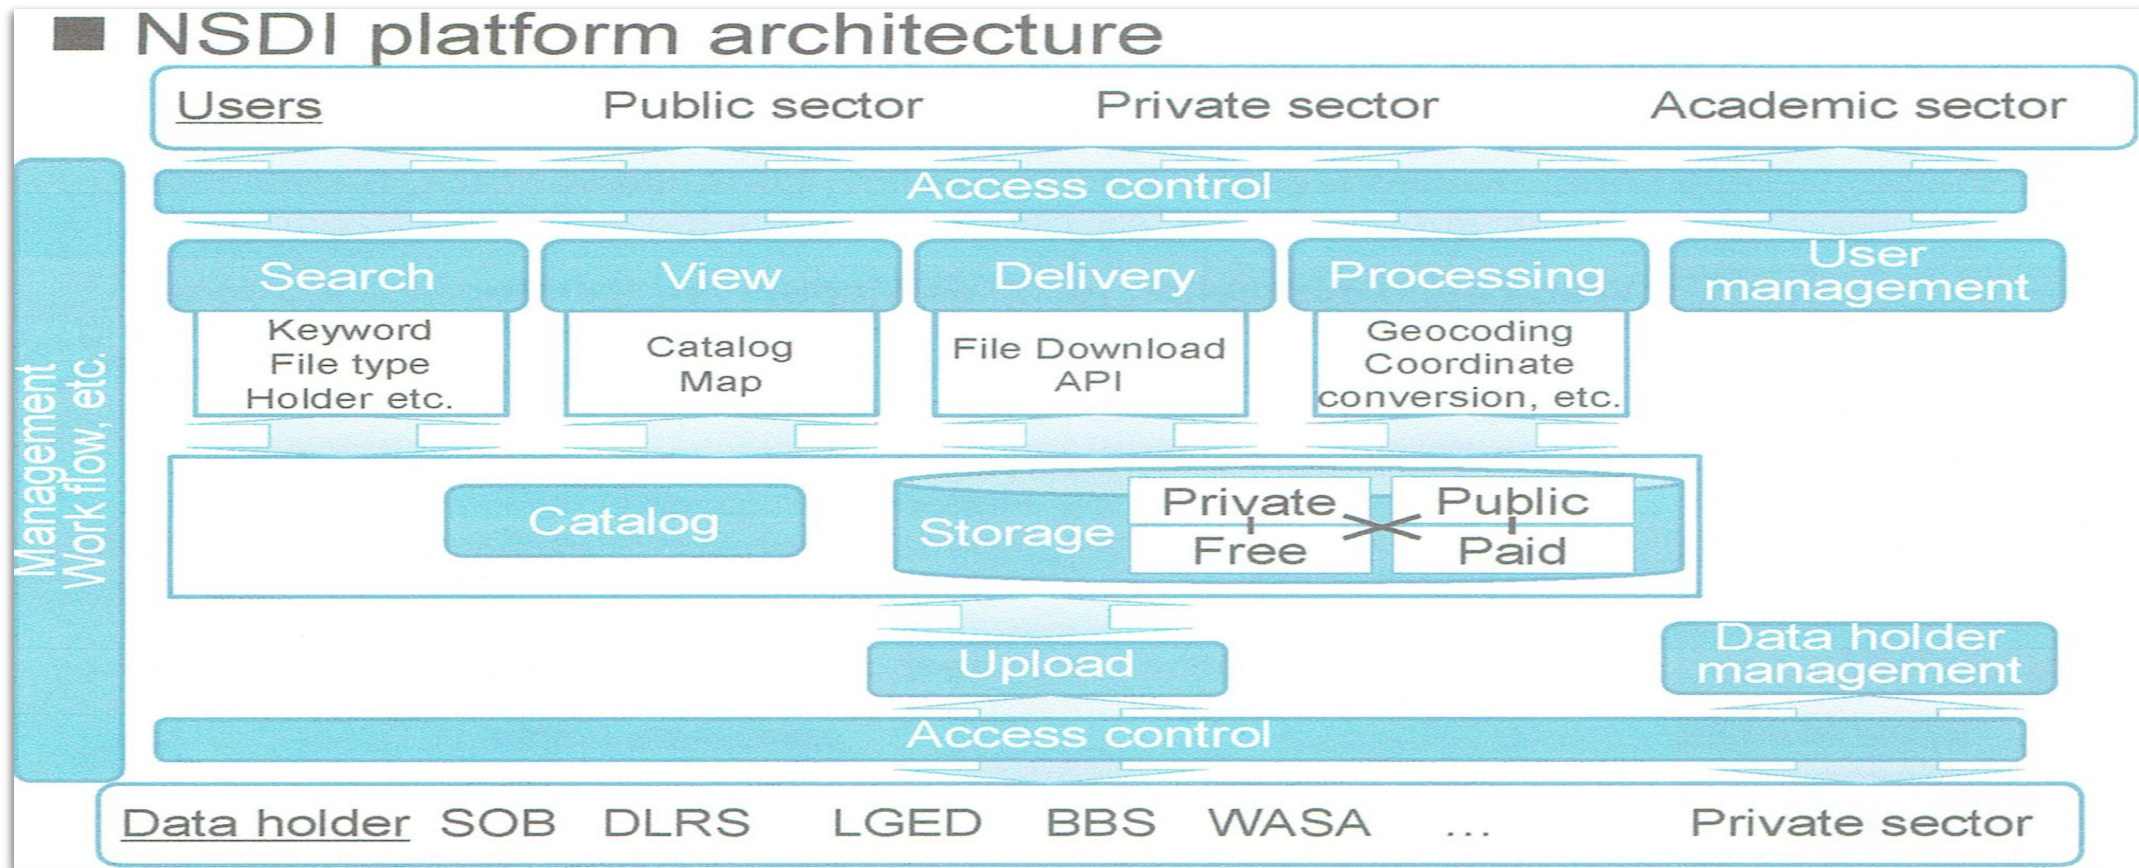 ■ NSDI platform architecture
Users Public sector Private sector Academic sector
Access control
Search
Keyword
File type
Holder etc.
View
Catalog
Map
Delivery
File Download
API
Processing
Geocoding
Coordinate
conversion, etc.
User
management
Management
Work flow, etc.
Catalog
Storage
Private
Public
Free
Paid
Upload
Data holder
management
Access control
Data holder SOB DLRS LGED BBS WASA ... Private sector